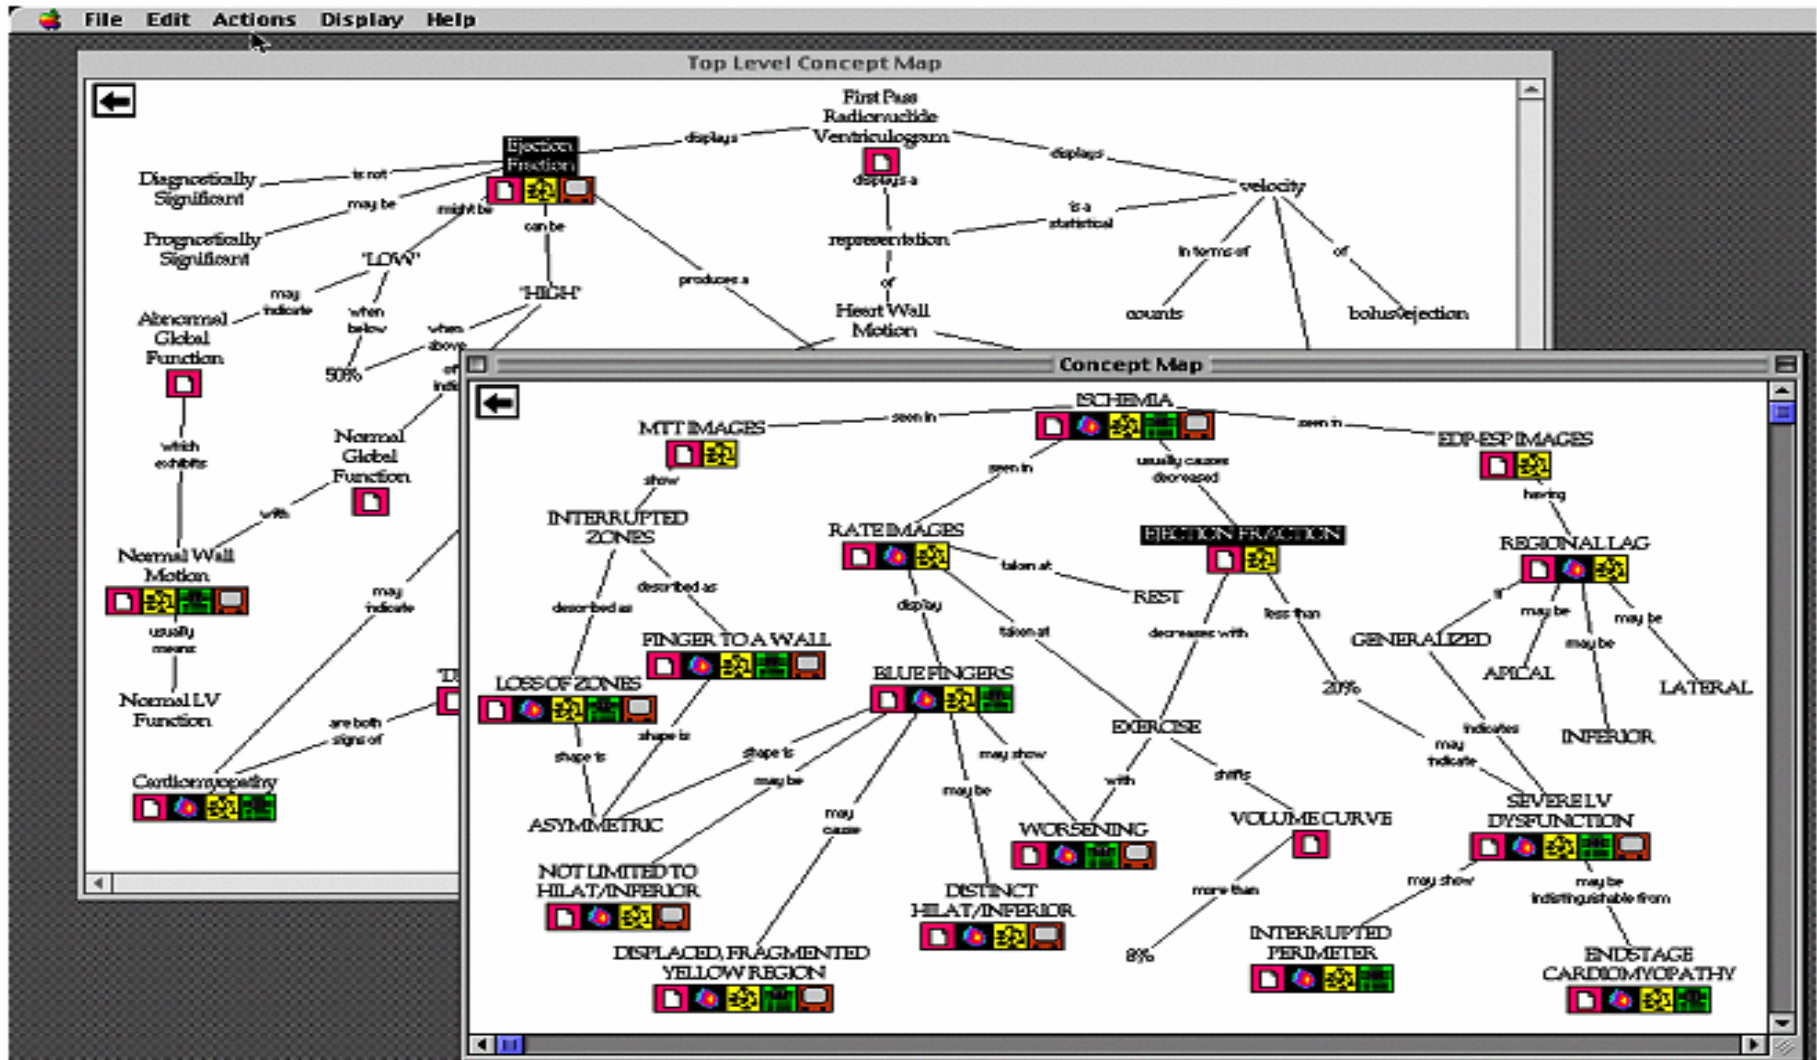 File Edit Actions Display Help
Top Level Concept Map
First Pass
Radionuclide
Ventriculogram
displays
displays
displays a
Ejection
Fraction
is not
Diagnostically
Significant
may be
Prognostically
Significant
might be
can be
velocity
is a
statistical
representation
in terms of
of
"LOW"
"HIGH"
produces a
of
may
indicate
when
below
when
above
Heart Wall
Motion
counts
bolus ejection
Abnormal
Global
Function
50%
which
exhibits
Normal
Global
Function
with
Normal Wall
Motion
may
indicate
usually
means
Normal LV
Function
are both
signs of
Cardiomyopathy
Concept Map
ISCHEMIA
seen in
seen in
MTT IMAGES
EDP-ESP IMAGES
seen in
usually causes
decreased
show
having
INTERRUPTED
ZONES
RATE IMAGES
EJECTION FRACTION
REGIONAL LAG
taken at
REST
described as
described as
display
taken at
decreases with
less than
if
may be
may be
may be
FINGER TO A WALL
GENERALIZED
APICAL
LATERAL
LOSS OF ZONES
BLUE FINGERS
20%
INFERIOR
shape is
shape is
shape is
may be
may
cause
may be
may show
EXERCISE
with
shifts
may
indicate
indicates
ASYMMETRIC
WORSENING
VOLUME CURVE
SEVERE LV
DYSFUNCTION
NOT LIMITED TO
HILAT/INFERIOR
DISTINCT
HILAT/INFERIOR
more than
may show
may be
indistinguishable from
8%
DISPLACED, FRAGMENTED
YELLOW REGION
INTERRUPTED
PERIMETER
ENDSTAGE
CARDIOMYOPATHY